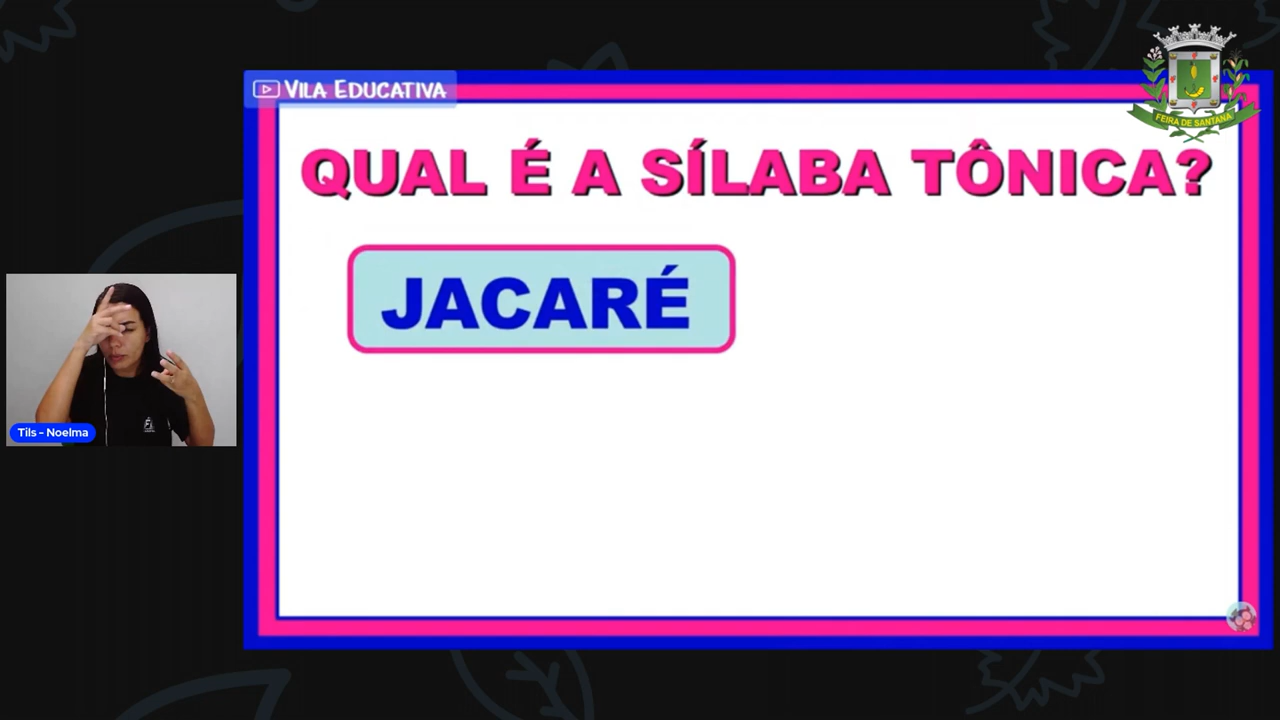 VILA EDUCATIVA
FEIRA DE SANTANA
QUAL É A SÍLABA TÔNICA?
JACARÉ
Tils - Noelma